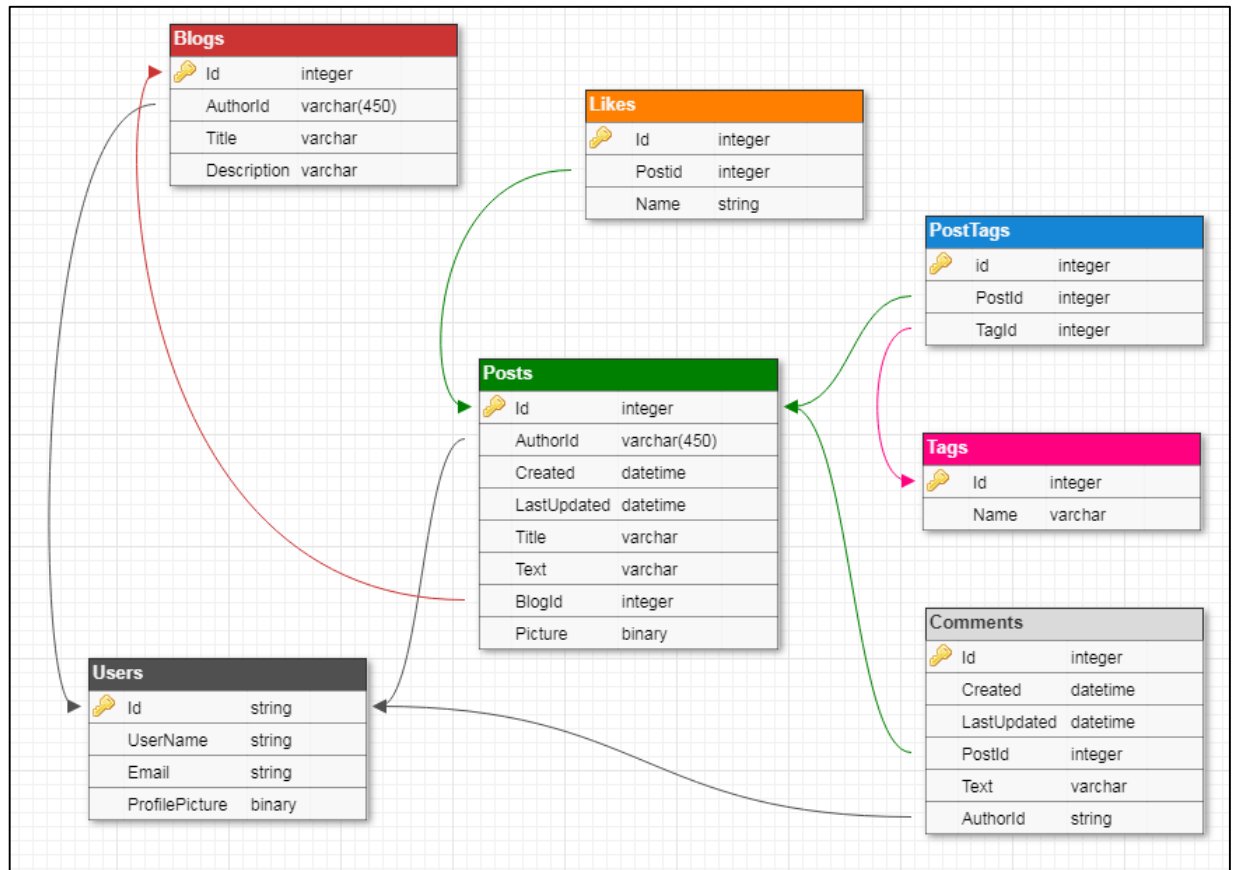 Blogs
Id integer
AuthorId varchar(450)
Title varchar
Description varchar
Likes
Id integer
Postid integer
Name string
PostTags
id integer
PostId integer
TagId integer
Posts
Id integer
AuthorId varchar(450)
Created datetime
LastUpdated datetime
Title varchar
Text varchar
BlogId integer
Picture binary
Tags
Id integer
Name varchar
Comments
Id integer
Created datetime
LastUpdated datetime
PostId integer
Text varchar
AuthorId string
Users
Id string
UserName string
Email string
ProfilePicture binary